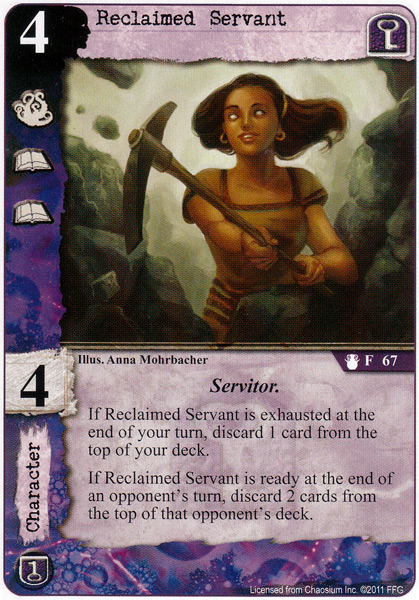 4
Reclaimed Servant
Illus. Anna Mohrbacher
F 67
4
Servitor.
If Reclaimed Servant is exhausted at the
end of your turn, discard 1 card from the
top of your deck.
If Reclaimed Servant is ready at the end of
an opponent's turn, discard 2 cards from
the top of that opponent's deck.
Character
1
Licensed from Chaosium Inc. ©2011 FFG